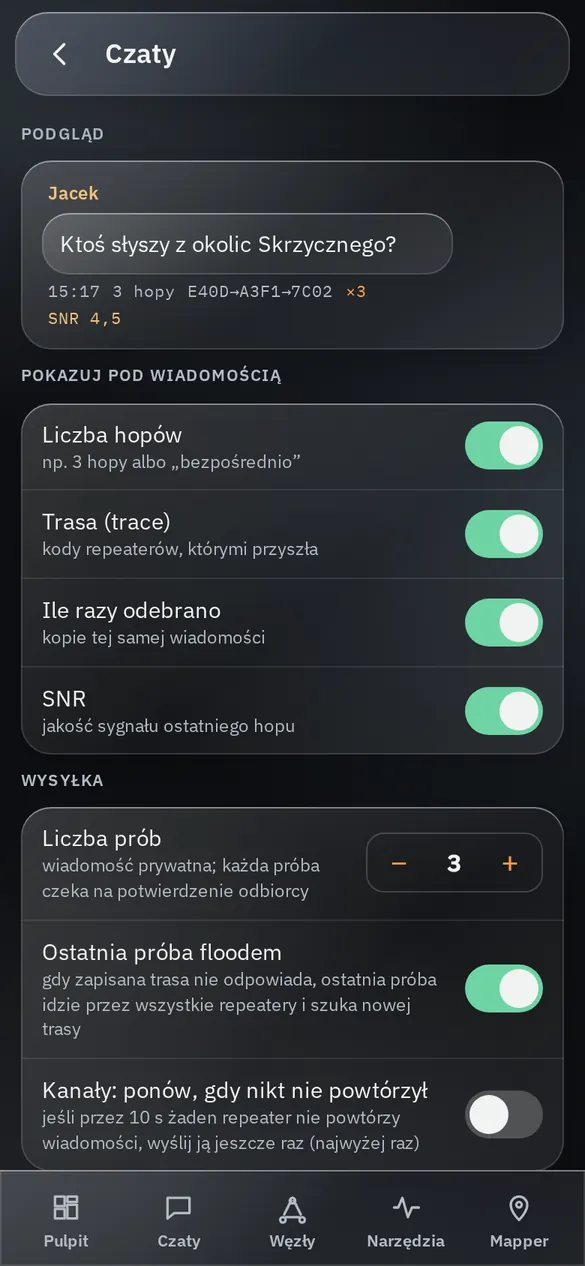 Czaty
PODGLĄD
Jacek
Ktoś słyszy z okolic Skrzycznego?
15:17 3 hopy E40D→A3F1→7C02 ×3
SNR 4,5
POKAZUJ POD WIADOMOŚCIĄ
Liczba hopów
np. 3 hopy albo „bezpośrednio”
Trasa (trace)
kody repeaterów, którymi przyszła
Ile razy odebrano
kopie tej samej wiadomości
SNR
jakość sygnału ostatniego hopu
WYSYŁKA
Liczba prób
wiadomość prywatna; każda próba
czeka na potwierdzenie odbiorcy
− 3 +
Ostatnia próba floodem
gdy zapisana trasa nie odpowiada, ostatnia próba
idzie przez wszystkie repeatery i szuka nowej
trasy
Kanały: ponów, gdy nikt nie powtórzył
jeśli przez 10 s żaden repeater nie powtórzy
wiadomości, wyślij ją jeszcze raz (najwyżej raz)
Pulpit Czaty Węzły Narzędzia Mapper